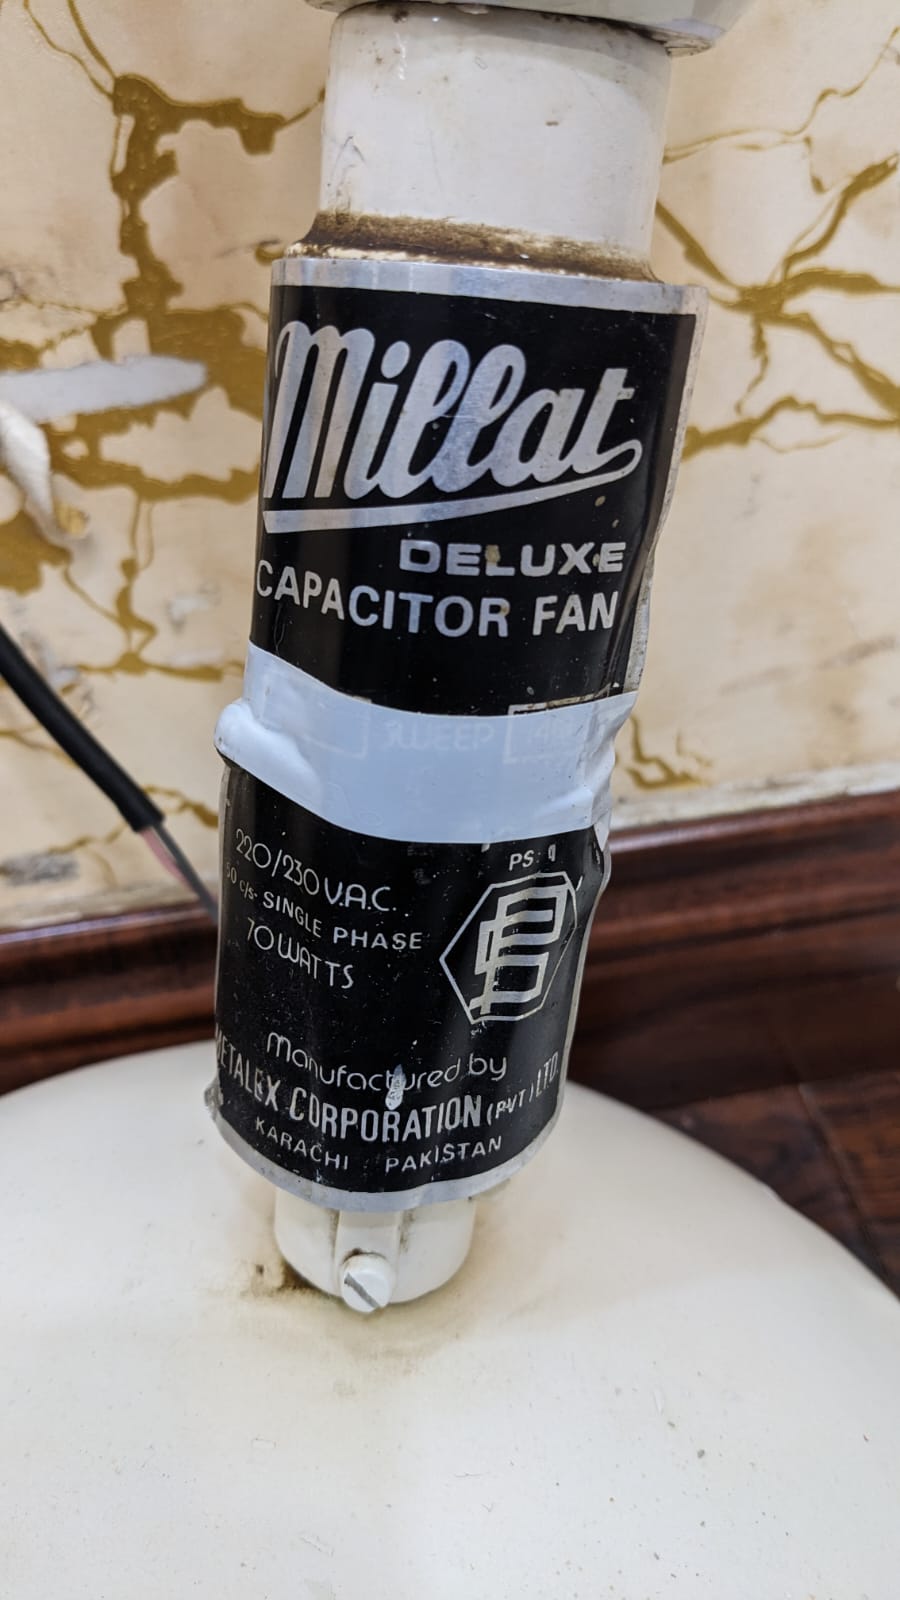 Millat
DELUXE
CAPACITOR FAN
SWEEP
220/230 V.A.C.
50 c/s- SINGLE PHASE
70 WATTS
PS:
Manufactured by
METALEX CORPORATION (PVT) LTD.
KARACHI PAKISTAN